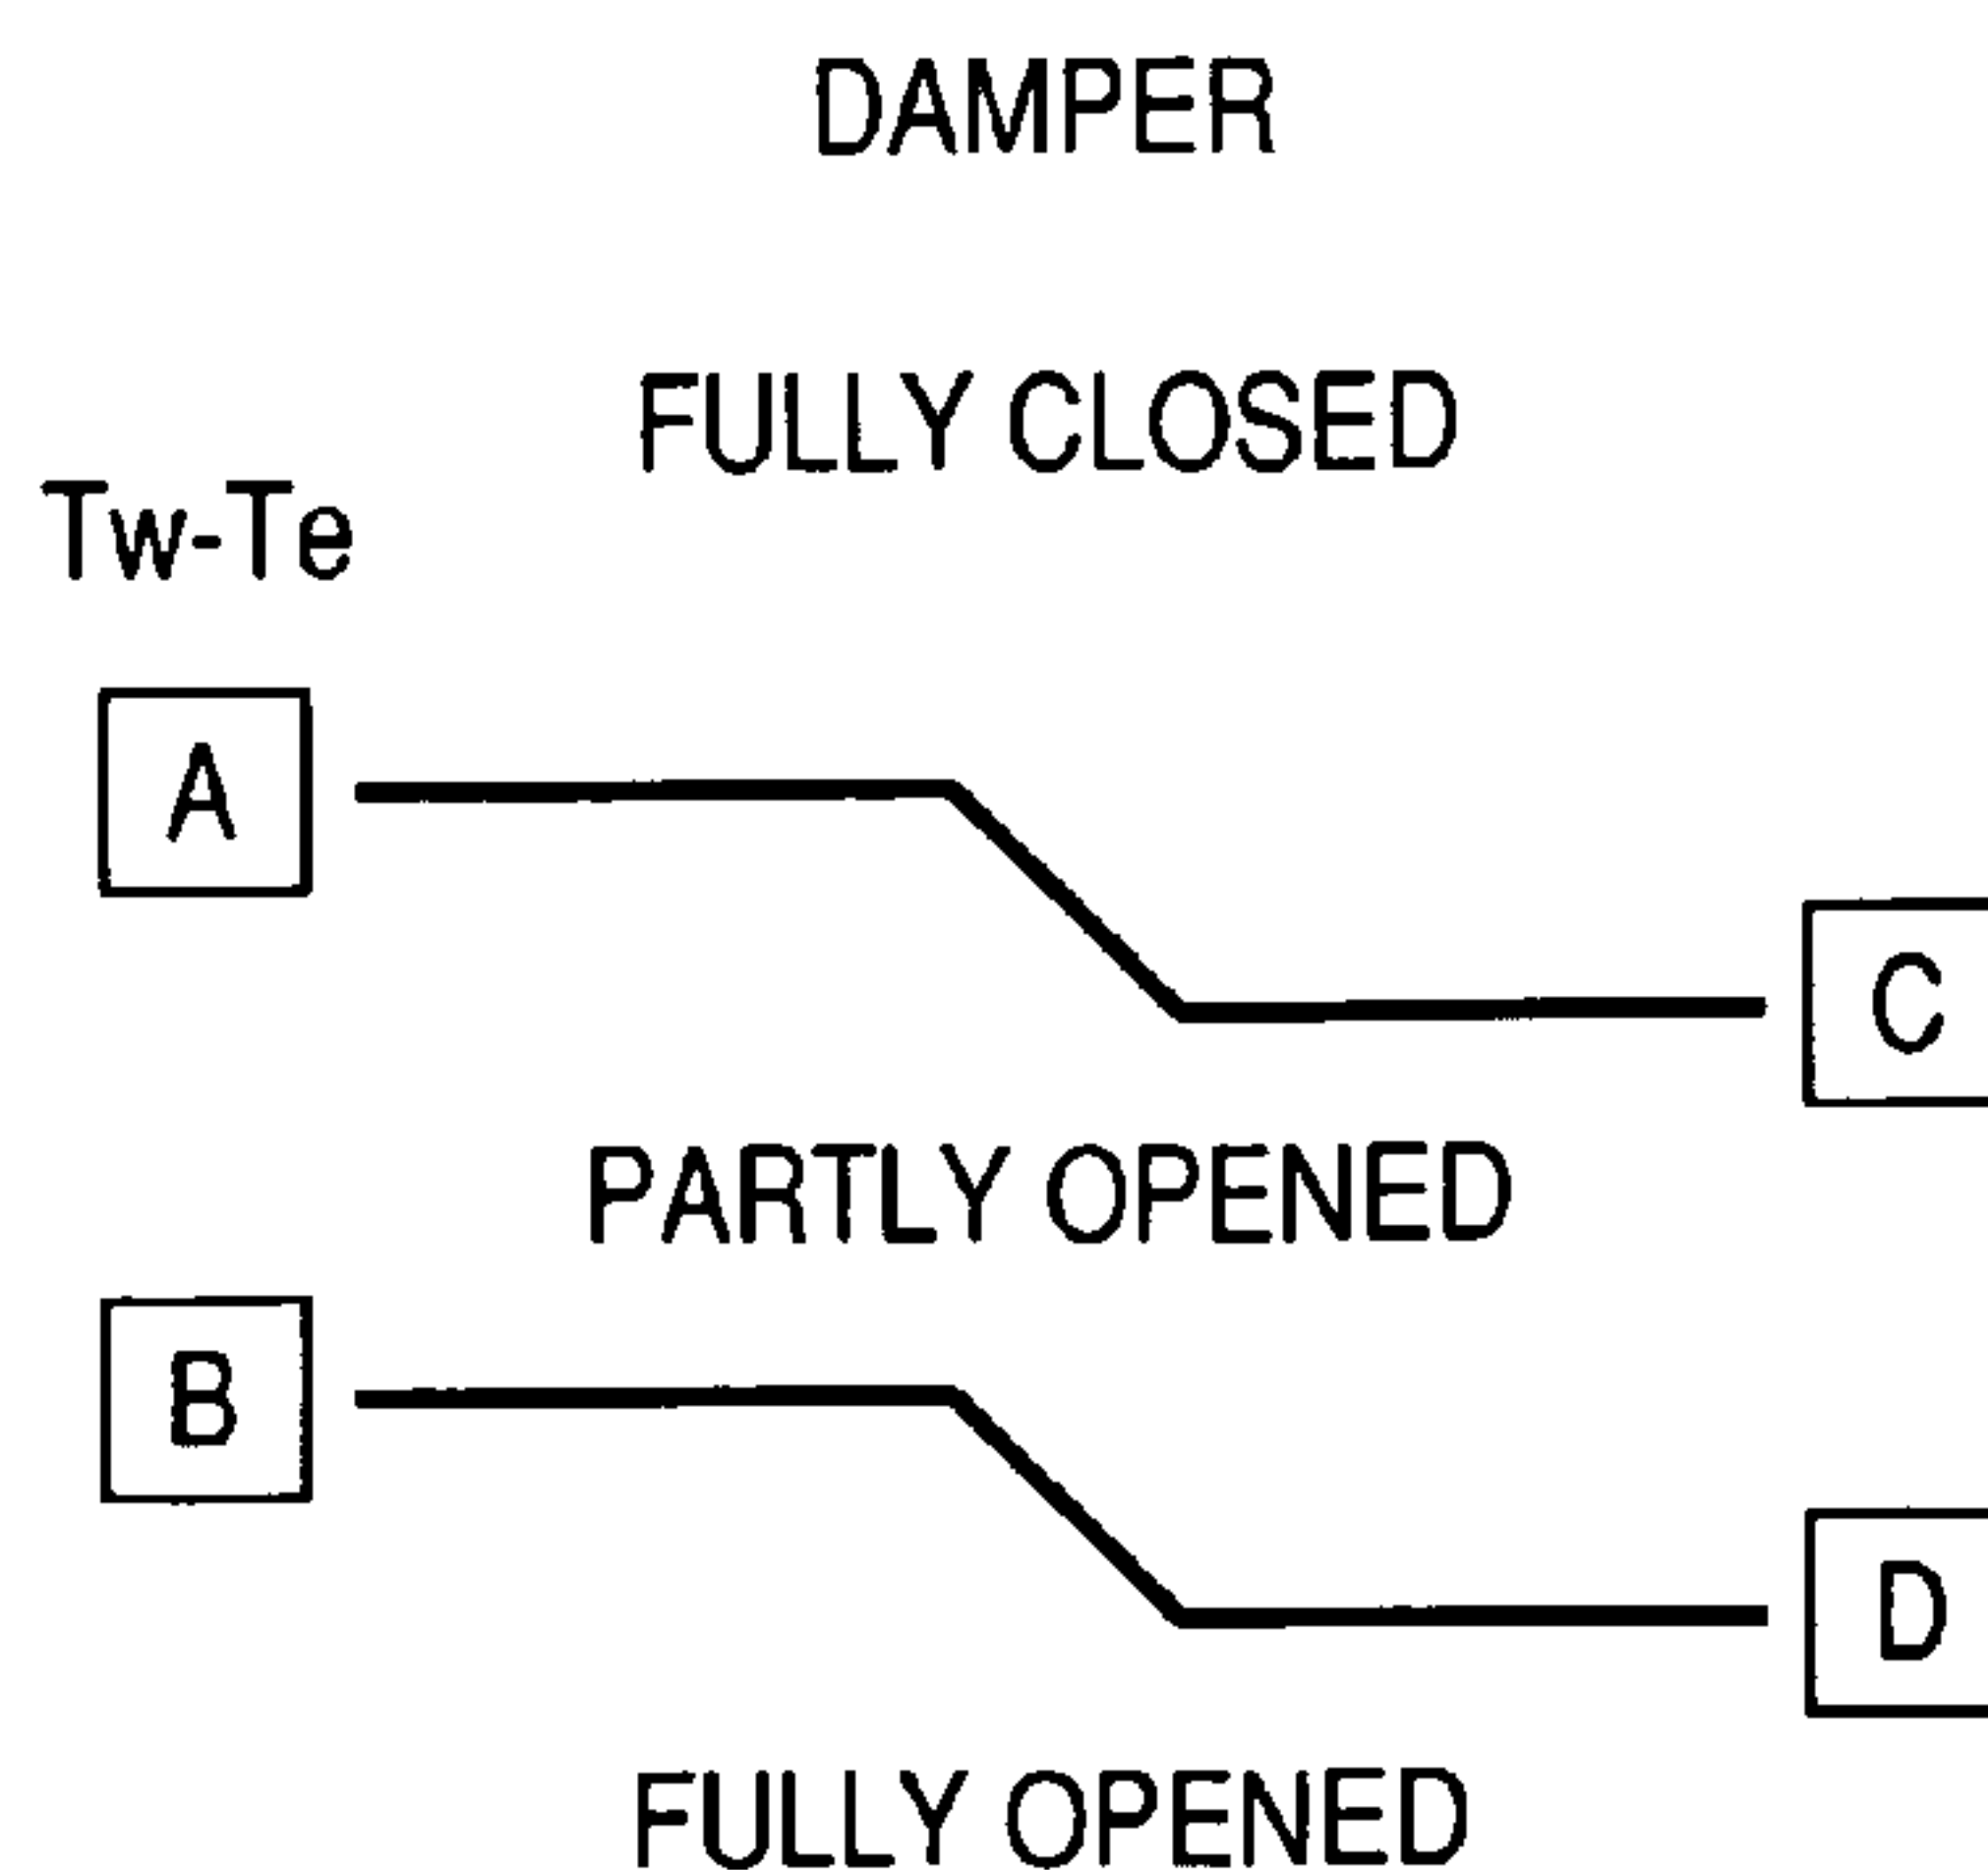 DAMPER
FULLY CLOSED
Tw-Te
A
C
PARTLY OPENED
B
D
FULLY OPENED